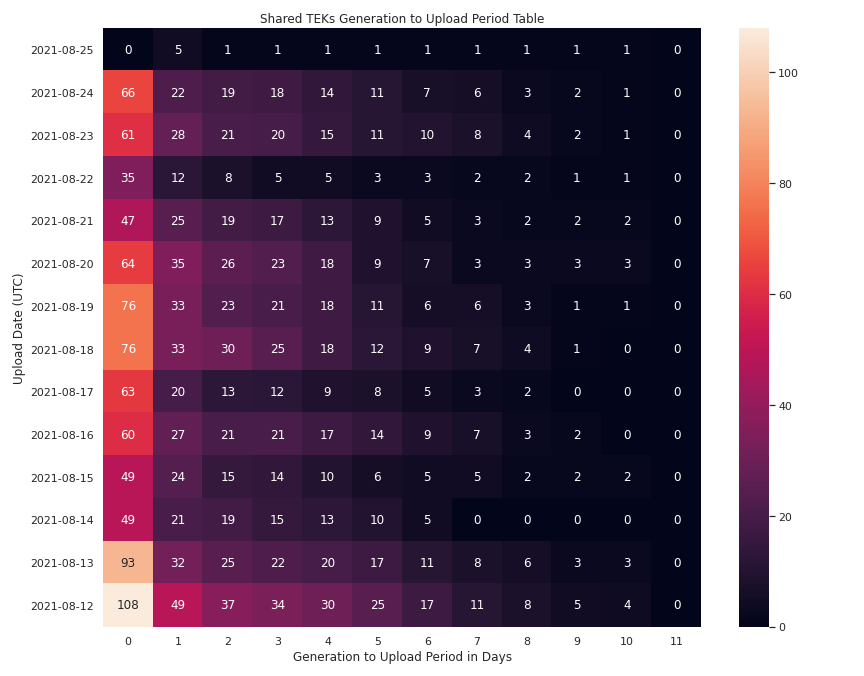 Shared TEKs Generation to Upload Period Table
Upload Date (UTC)
2021-08-25 0 5 1 1 1 1 1 1 1 1 1 0
2021-08-24 66 22 19 18 14 11 7 6 3 2 1 0
2021-08-23 61 28 21 20 15 11 10 8 4 2 1 0
2021-08-22 35 12 8 5 5 3 3 2 2 1 1 0
2021-08-21 47 25 19 17 13 9 5 3 2 2 2 0
2021-08-20 64 35 26 23 18 9 7 3 3 3 3 0
2021-08-19 76 33 23 21 18 11 6 6 3 1 1 0
2021-08-18 76 33 30 25 18 12 9 7 4 1 0 0
2021-08-17 63 20 13 12 9 8 5 3 2 0 0 0
2021-08-16 60 27 21 21 17 14 9 7 3 2 0 0
2021-08-15 49 24 15 14 10 6 5 5 2 2 2 0
2021-08-14 49 21 19 15 13 10 5 0 0 0 0 0
2021-08-13 93 32 25 22 20 17 11 8 6 3 3 0
2021-08-12 108 49 37 34 30 25 17 11 8 5 4 0
0 1 2 3 4 5 6 7 8 9 10 11
Generation to Upload Period in Days
100
80
60
40
20
0